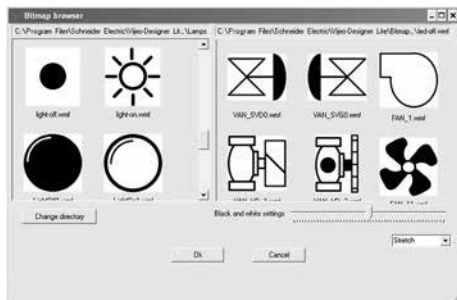 Bitmap browser
C:\Program Files\Schneider Electric\Vijeo-Designer Lit...\Lamps
C:\Program Files\Schneider Electric\Vijeo-Designer Lite\Bitmap...\led-off.wmf
light-off.wmf
light-on.wmf
VAN_SVD0.wmf
VAN_SVG0.wmf
FAN_1.wmf
Change directory
Black and white settings
Stretch
Ok
Cancel